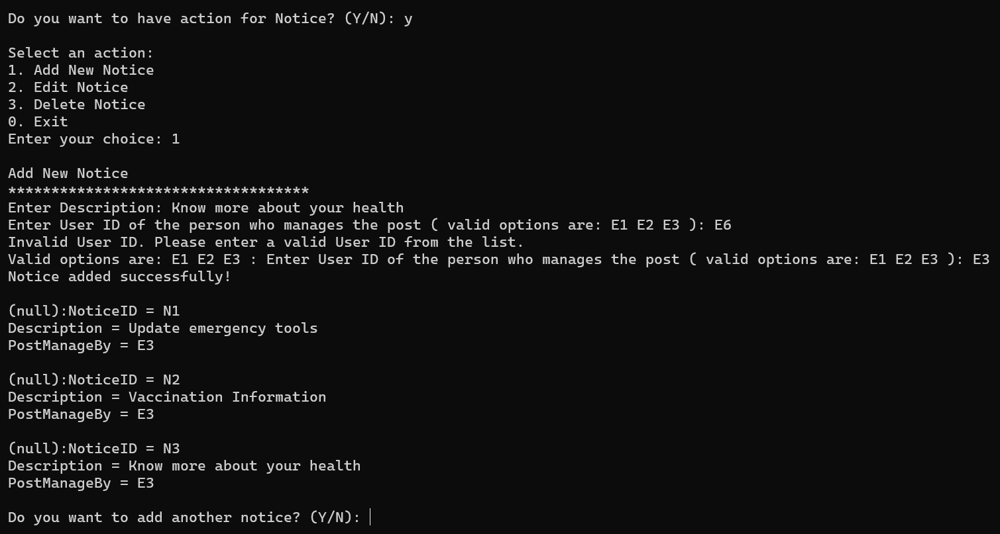 Do you want to have action for Notice? (Y/N): y
Select an action:
1. Add New Notice
2. Edit Notice
3. Delete Notice
0. Exit
Enter your choice: 1
Add New Notice
***********************************
Enter Description: Know more about your health
Enter User ID of the person who manages the post ( valid options are: E1 E2 E3 ): E6
Invalid User ID. Please enter a valid User ID from the list.
Valid options are: E1 E2 E3 : Enter User ID of the person who manages the post ( valid options are: E1 E2 E3 ): E3
Notice added successfully!
(null):NoticeID = N1
Description = Update emergency tools
PostManageBy = E3
(null):NoticeID = N2
Description = Vaccination Information
PostManageBy = E3
(null):NoticeID = N3
Description = Know more about your health
PostManageBy = E3
Do you want to add another notice? (Y/N):